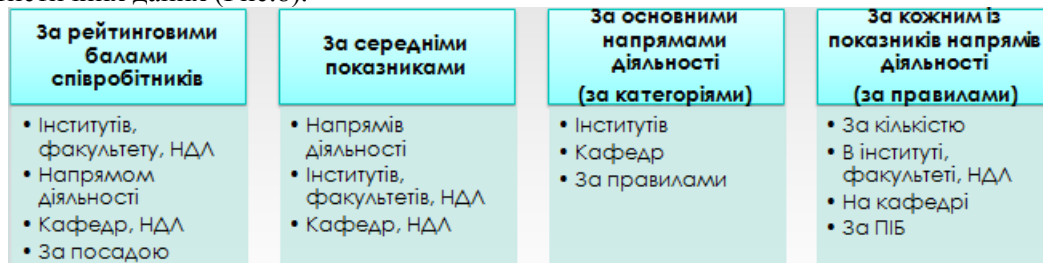 (Рис.6).
За рейтинговими
балами
співробітників
• Інститутів,
факультету, НДЛ
• Напрямом
діяльності
• Кафедр, НДЛ
• За посадою
За середніми
показниками
• Напрямів
діяльності
• Інститутів,
факультетів, НДЛ
• Кафедр, НДЛ
За основними
напрямами
діяльності
(за категоріями)
• Інститутів
• Кафедр
• За правилами
За кожним із
показників напрямів
діяльності
(за правилами)
• За кількістю
• В інституті,
факультеті, НДЛ
• На кафедрі
• За ПІБ